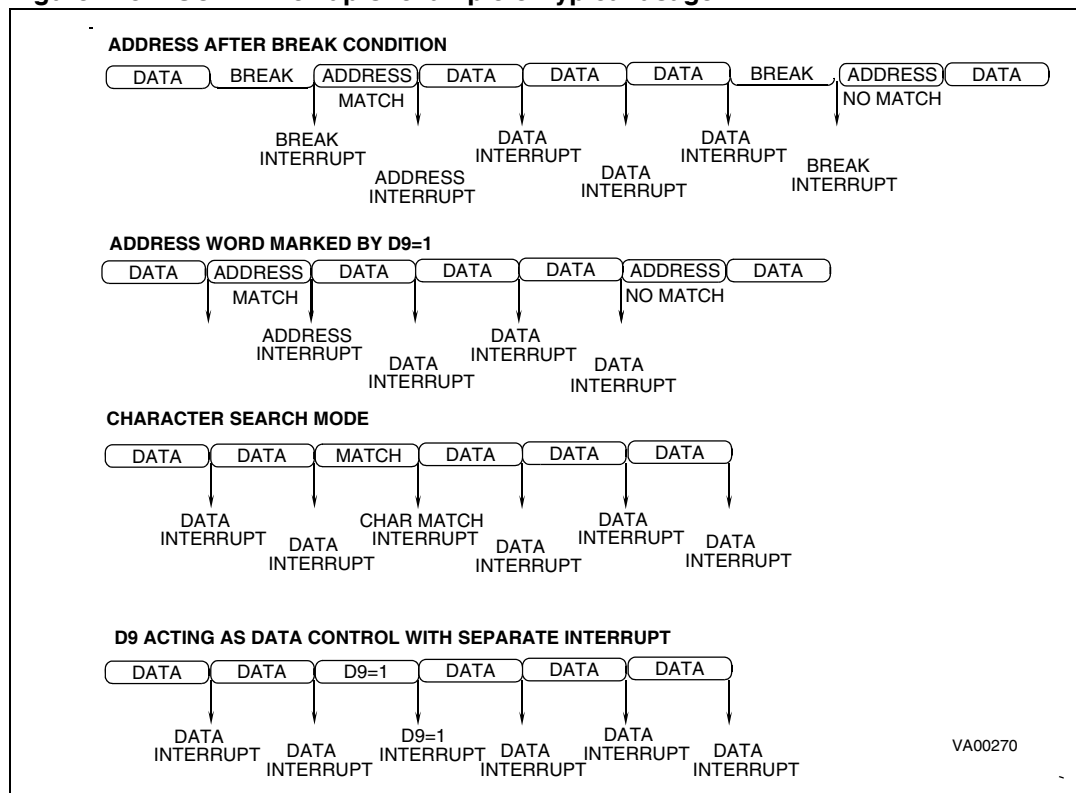 ADDRESS AFTER BREAK CONDITION
DATA BREAK ADDRESS DATA DATA DATA BREAK ADDRESS DATA
MATCH NO MATCH
BREAK INTERRUPT
ADDRESS INTERRUPT
DATA INTERRUPT
DATA INTERRUPT
DATA INTERRUPT
BREAK INTERRUPT
ADDRESS WORD MARKED BY D9=1
DATA ADDRESS DATA DATA DATA ADDRESS DATA
MATCH NO MATCH
ADDRESS INTERRUPT
DATA INTERRUPT
DATA INTERRUPT
DATA INTERRUPT
CHARACTER SEARCH MODE
DATA DATA MATCH DATA DATA DATA
DATA INTERRUPT
DATA INTERRUPT
CHAR MATCH INTERRUPT
DATA INTERRUPT
DATA INTERRUPT
DATA INTERRUPT
D9 ACTING AS DATA CONTROL WITH SEPARATE INTERRUPT
DATA DATA D9=1 DATA DATA DATA
DATA INTERRUPT
DATA INTERRUPT
D9=1 INTERRUPT
DATA INTERRUPT
DATA INTERRUPT
DATA INTERRUPT
VA00270